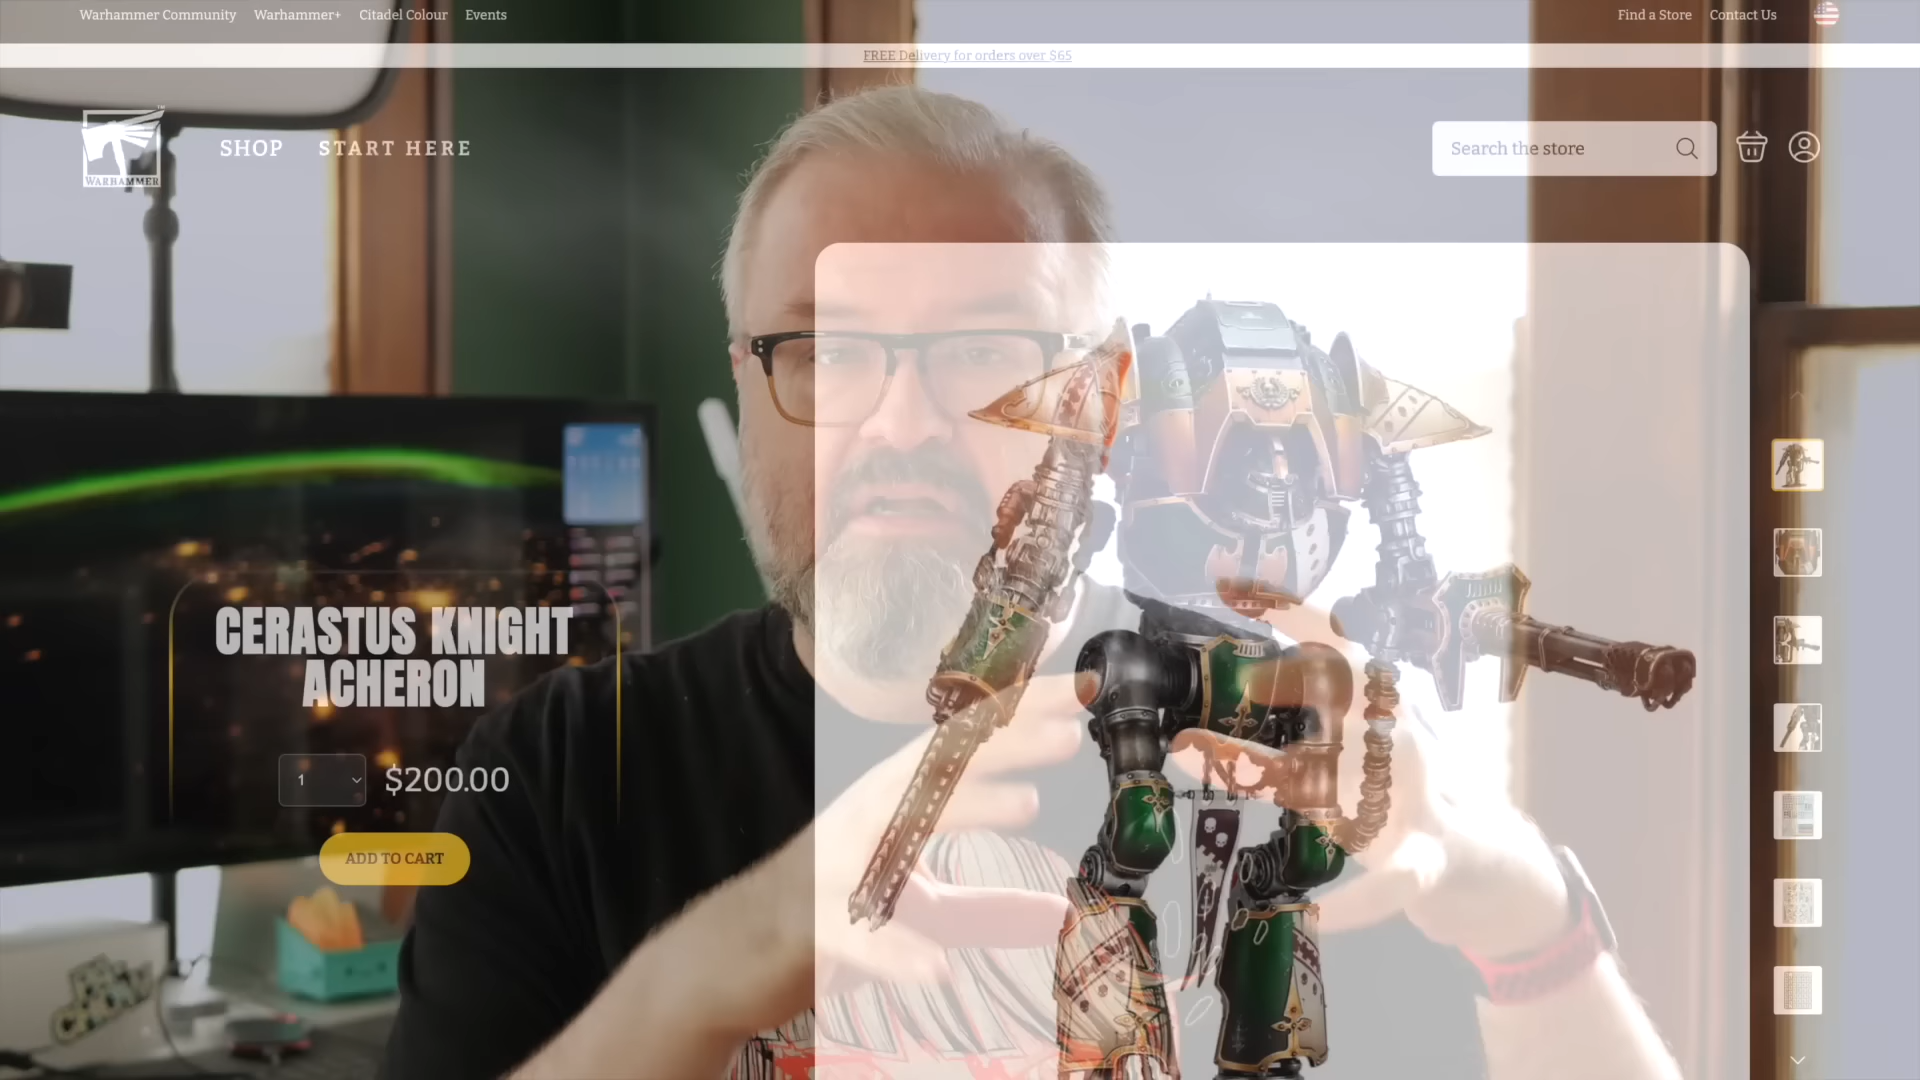 Warhammer Community Warhammer+ Citadel Colour Events Find a Store Contact Us
FREE Delivery for orders over $65
WARHAMMER
SHOP START HERE
Search the store
CERASTUS KNIGHT
ACHERON
1 $200.00
ADD TO CART